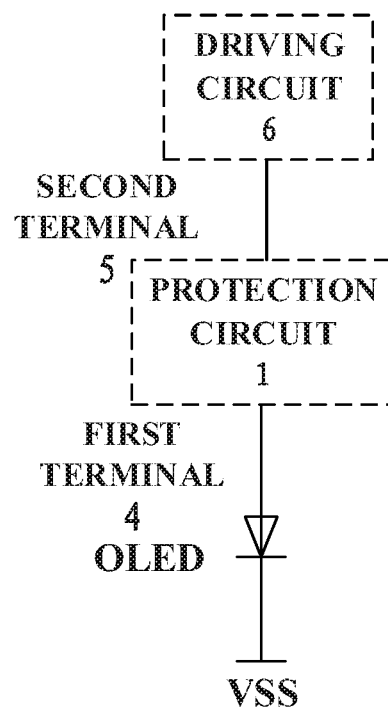 DRIVING
CIRCUIT
6
SECOND
TERMINAL
5
PROTECTION
CIRCUIT
1
FIRST
TERMINAL
4
OLED
VSS